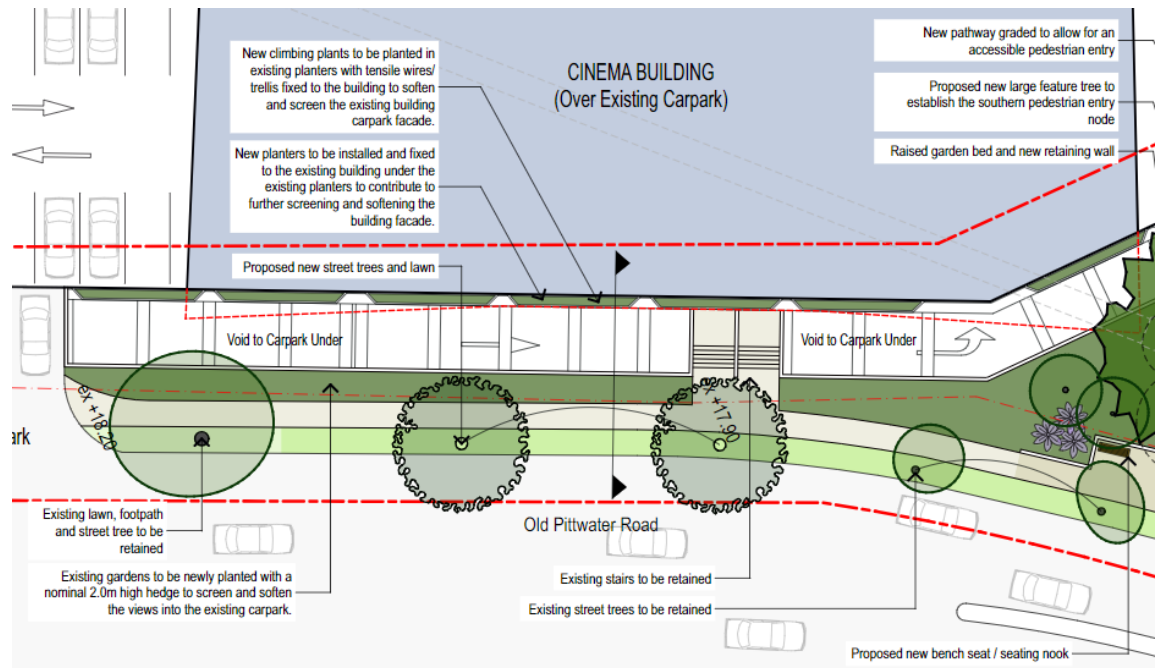 New climbing plants to be planted in
existing planters with tensile wires/
trellis fixed to the building to soften
and screen the existing building
carpark facade.
New planters to be installed and fixed
to the existing building under the
existing planters to contribute to
further screening and softening the
building facade.
CINEMA BUILDING
(Over Existing Carpark)
New pathway graded to allow for an
accessible pedestrian entry
Proposed new large feature tree to
establish the southern pedestrian entry
node
Raised garden bed and new retaining wall
Proposed new street trees and lawn
Void to Carpark Under
Void to Carpark Under
ex +18.20
ex +17.90
ark
Existing lawn, footpath
and street tree to be
retained
Old Pittwater Road
Existing gardens to be newly planted with a
nominal 2.0m high hedge to screen and soften
the views into the existing carpark.
Existing stairs to be retained
Existing street trees to be retained
Proposed new bench seat / seating nook